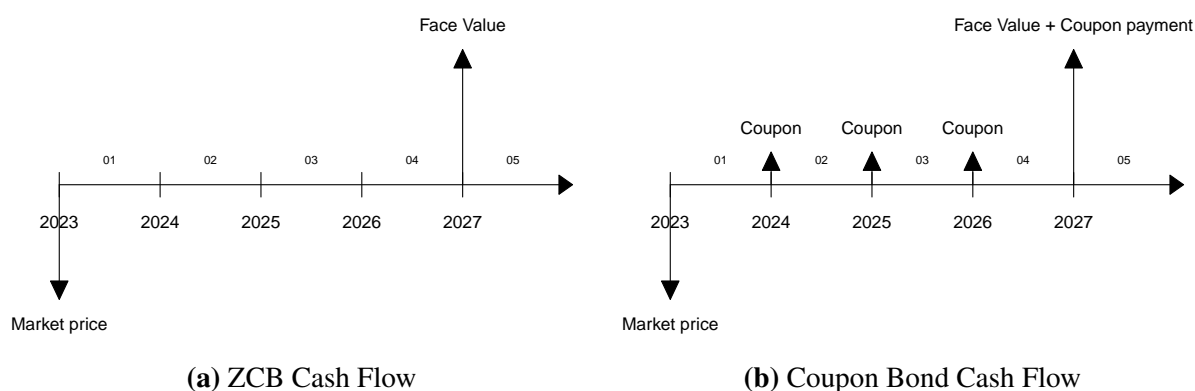 Face Value
01 02 03 04 05
2023 2024 2025 2026 2027
Market price
(a) ZCB Cash Flow
Face Value + Coupon payment
Coupon Coupon Coupon
01 02 03 04 05
2023 2024 2025 2026 2027
Market price
(b) Coupon Bond Cash Flow